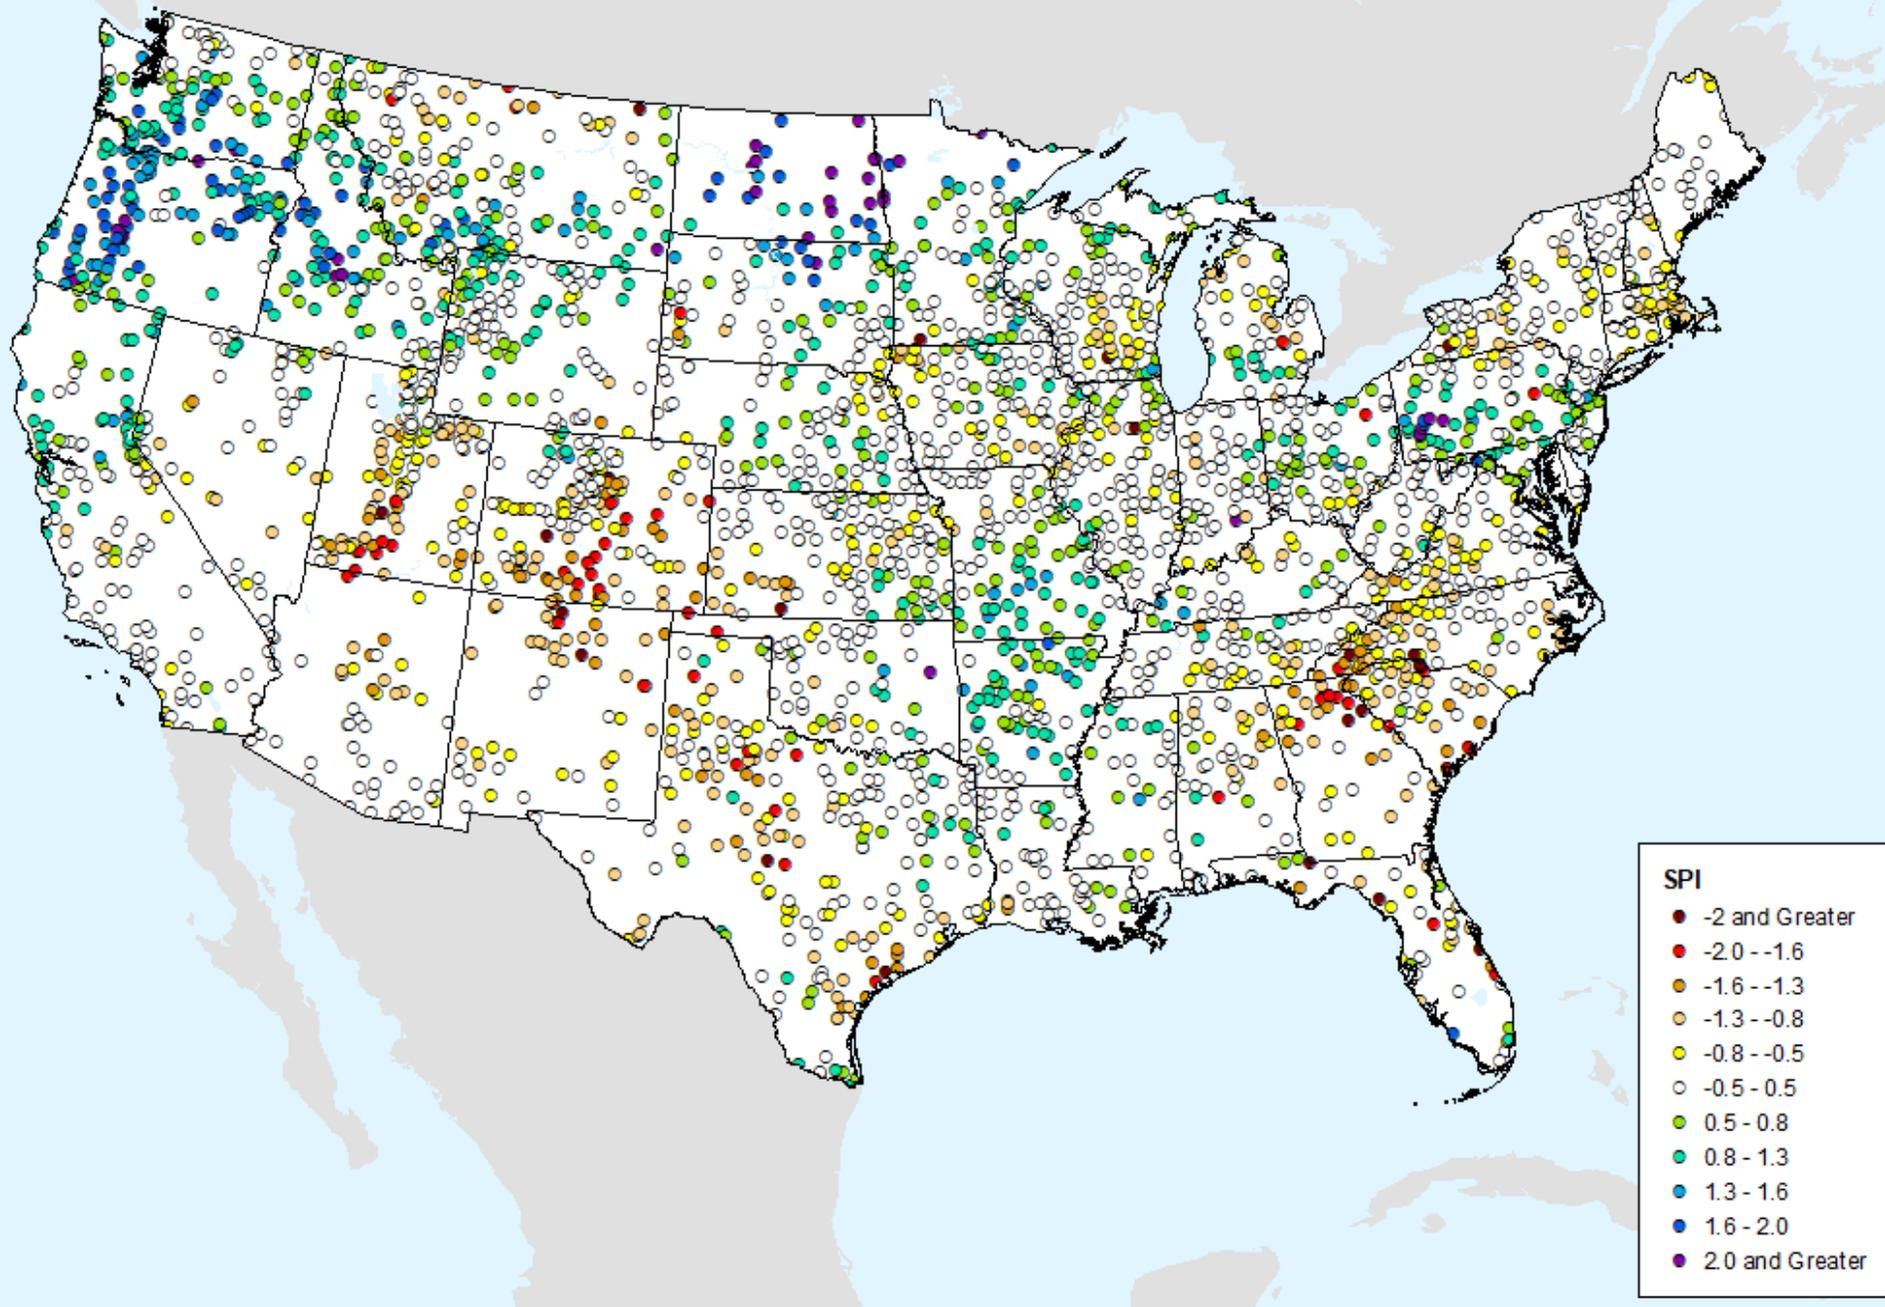 SPI
-2 and Greater
-2.0 - -1.6
-1.6 - -1.3
-1.3 - -0.8
-0.8 - -0.5
-0.5 - 0.5
0.5 - 0.8
0.8 - 1.3
1.3 - 1.6
1.6 - 2.0
2.0 and Greater